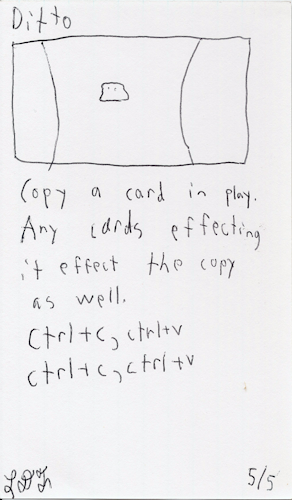 Ditto
Copy a card in play.
Any cards effecting
it effect the copy
as well.
Ctrl+c, ctrl+v
ctrl+c, ctrl+v
5/5